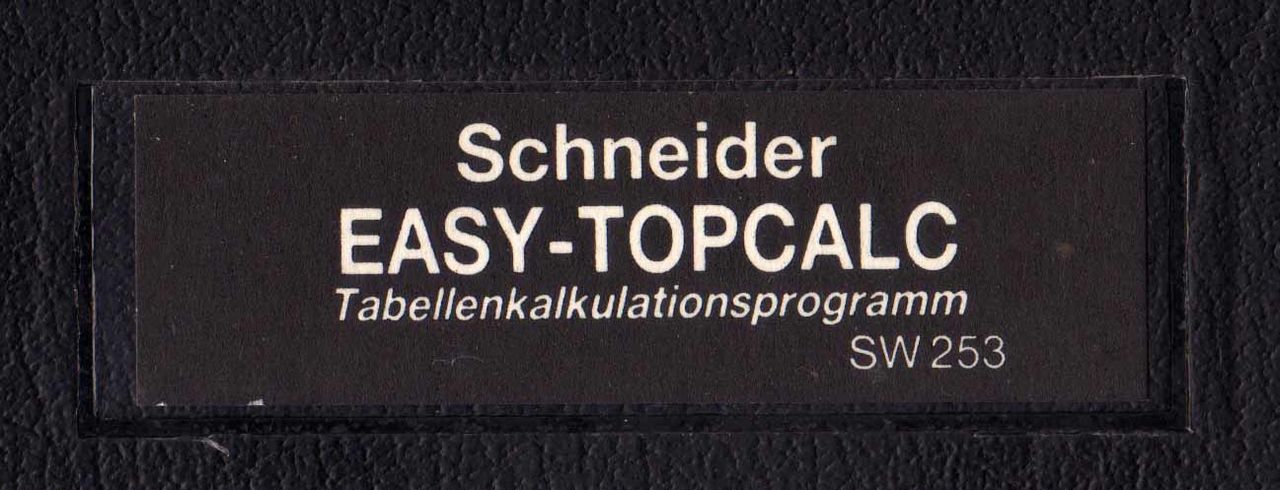 Schneider
EASY-TOPCALC
Tabellenkalkulationsprogramm
SW 253